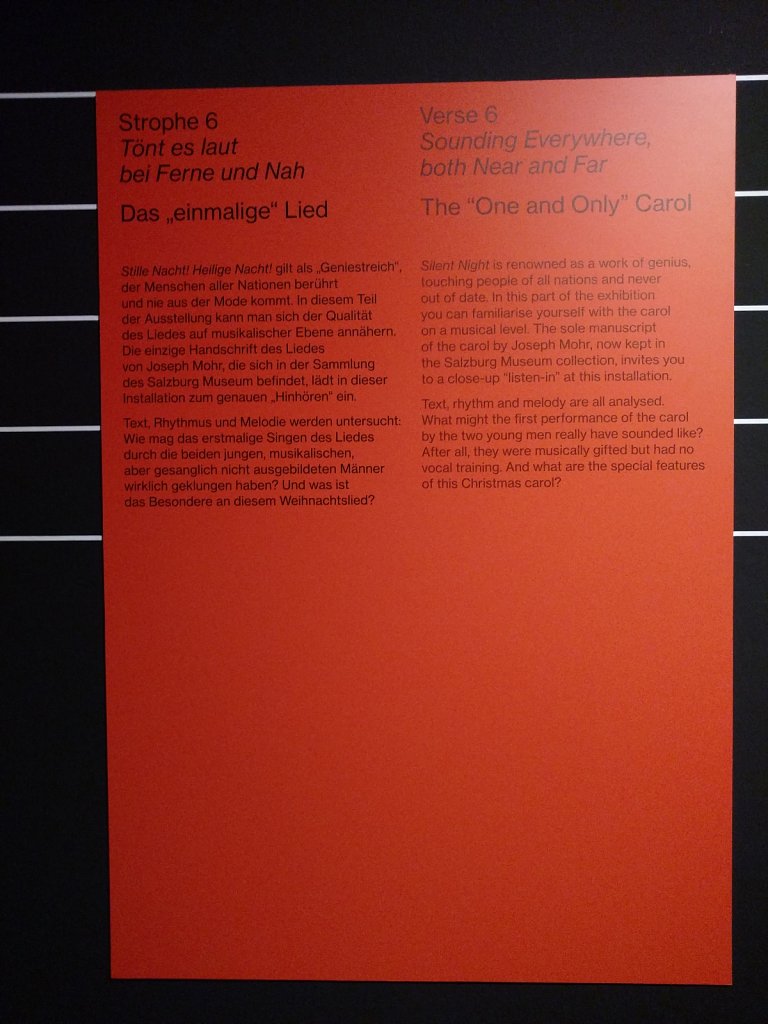 Strophe 6
Tönt es laut
bei Ferne und Nah
Das „einmalige“ Lied
Stille Nacht! Heilige Nacht! gilt als „Geniestreich“,
der Menschen aller Nationen berührt
und nie aus der Mode kommt. In diesem Teil
der Ausstellung kann man sich der Qualität
des Liedes auf musikalischer Ebene annähern.
Die einzige Handschrift des Liedes
von Joseph Mohr, die sich in der Sammlung
des Salzburg Museum befindet, lädt in dieser
Installation zum genauen „Hinhören“ ein.
Text, Rhythmus und Melodie werden untersucht:
Wie mag das erstmalige Singen des Liedes
durch die beiden jungen, musikalischen,
aber gesanglich nicht ausgebildeten Männer
wirklich geklungen haben? Und was ist
das Besondere an diesem Weihnachtslied?
Verse 6
Sounding Everywhere,
both Near and Far
The “One and Only” Carol
Silent Night is renowned as a work of genius,
touching people of all nations and never
out of date. In this part of the exhibition
you can familiarise yourself with the carol
on a musical level. The sole manuscript
of the carol by Joseph Mohr, now kept in
the Salzburg Museum collection, invites you
to a close-up “listen-in” at this installation.
Text, rhythm and melody are all analysed.
What might the first performance of the carol
by the two young men really have sounded like?
After all, they were musically gifted but had no
vocal training. And what are the special features
of this Christmas carol?